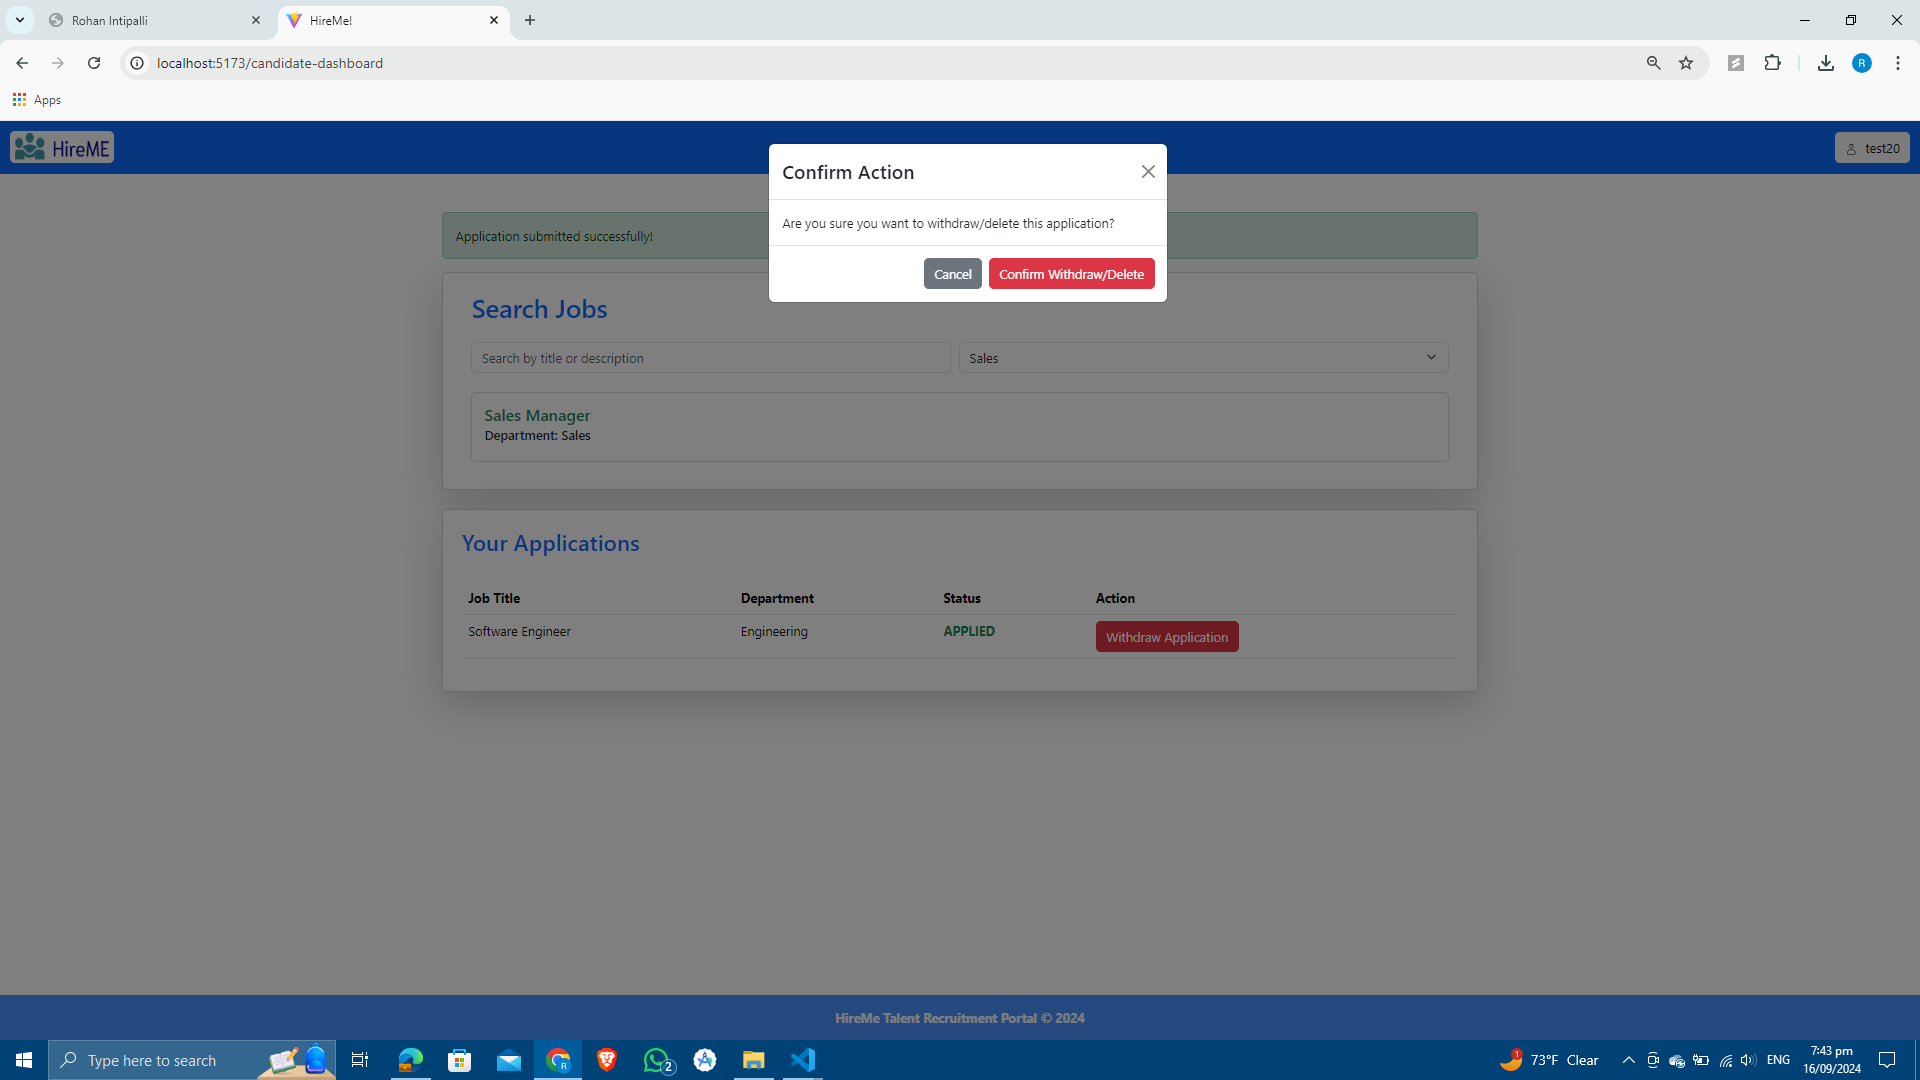 Rohan Intipalli
HireMe!
localhost:5173/candidate-dashboard
R
Apps
HireME
test20
Confirm Action
Are you sure you want to withdraw/delete this application?
Cancel
Confirm Withdraw/Delete
Application submitted successfully!
Search Jobs
Search by title or description
Sales
Sales Manager
Department: Sales
Your Applications
Job Title Department Status Action
Software Engineer Engineering APPLIED Withdraw Application
HireMe Talent Recruitment Portal © 2024
Type here to search
R
2
1
73°F Clear
ENG
7:43 pm
16/09/2024